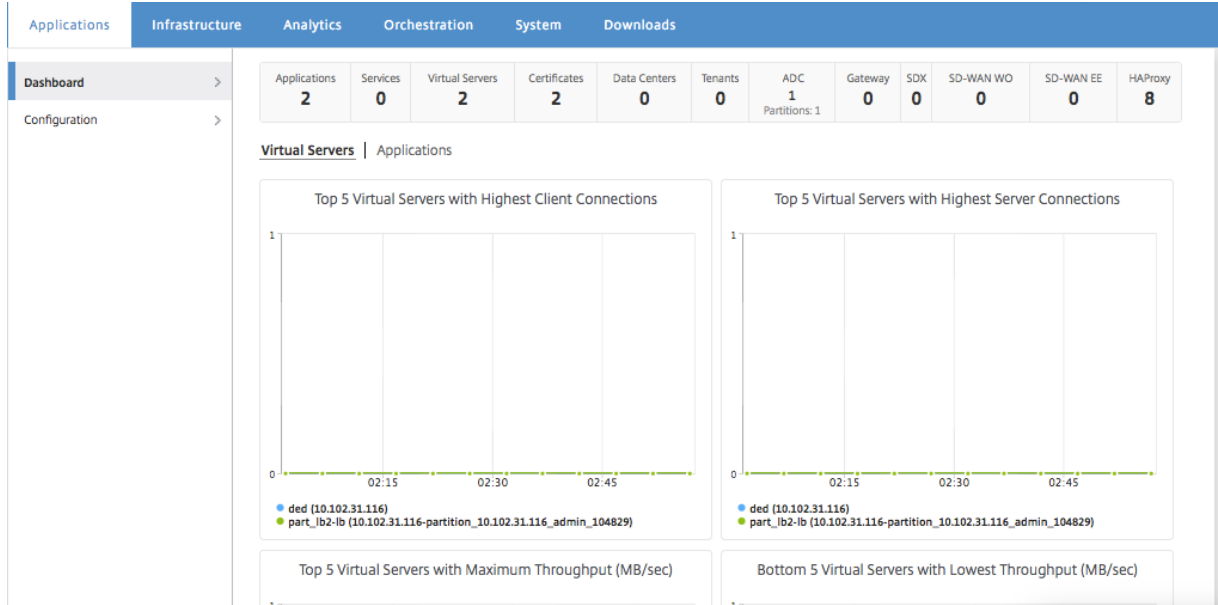 Applications Infrastructure Analytics Orchestration System Downloads
Dashboard
Configuration
Applications Services Virtual Servers Certificates Data Centers Tenants ADC Gateway SDX SD-WAN WO SD-WAN EE HAProxy
2 0 2 2 0 0 1 0 0 0 0 8
Partitions: 1
Virtual Servers | Applications
Top 5 Virtual Servers with Highest Client Connections
1
0
02:15 02:30 02:45
ded (10.102.31.116)
part_lb2-lb (10.102.31.116-partition_10.102.31.116_admin_104829)
Top 5 Virtual Servers with Highest Server Connections
1
0
02:15 02:30 02:45
ded (10.102.31.116)
part_lb2-lb (10.102.31.116-partition_10.102.31.116_admin_104829)
Top 5 Virtual Servers with Maximum Throughput (MB/sec)
Bottom 5 Virtual Servers with Lowest Throughput (MB/sec)